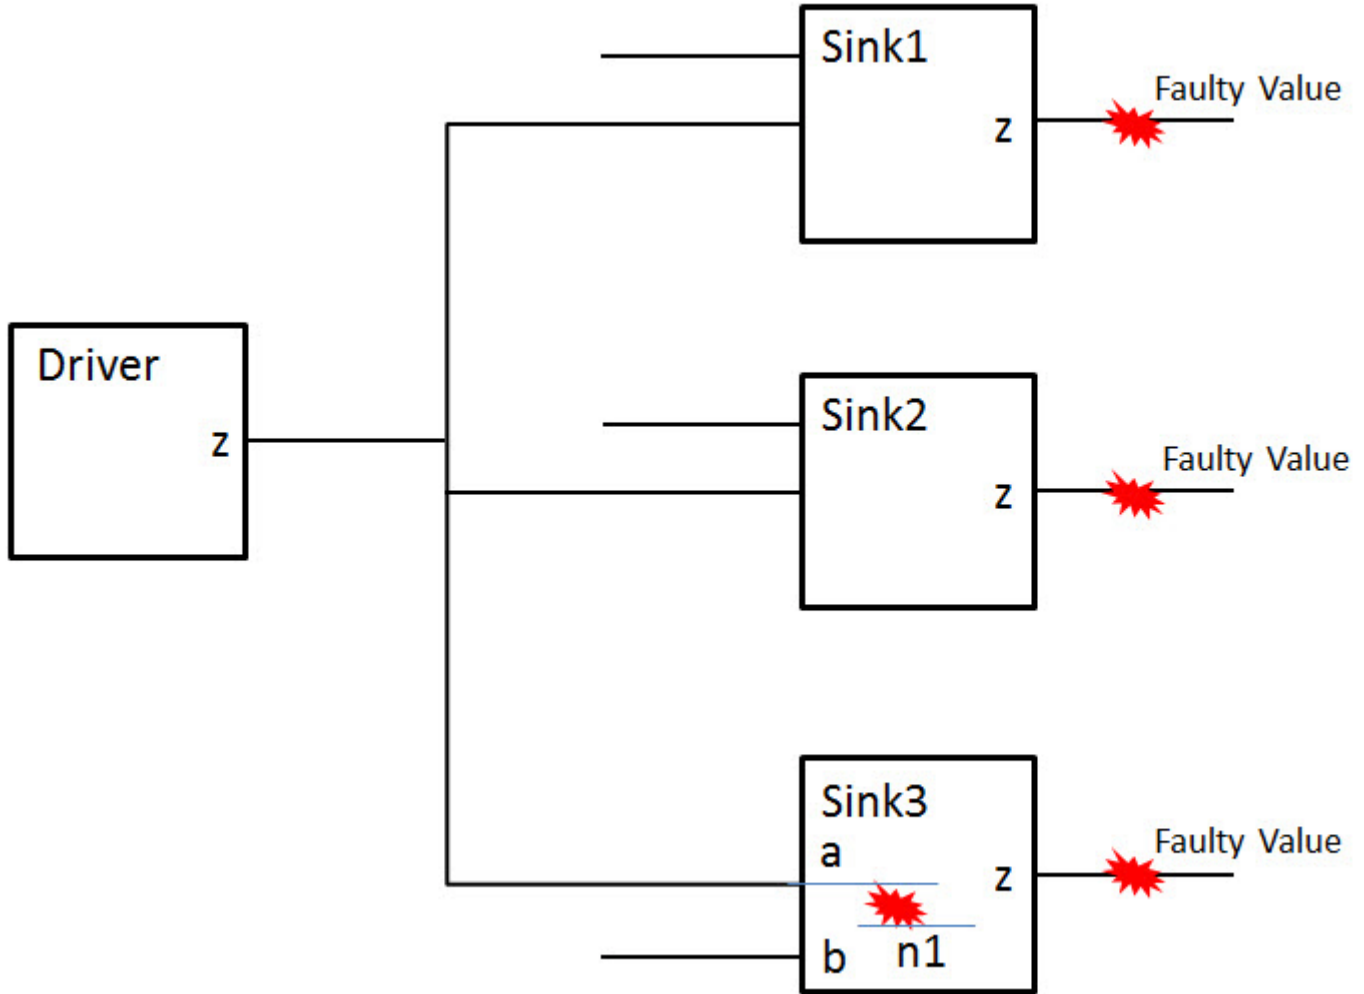 Sink1
Faulty Value
z
Driver
z
Sink2
Faulty Value
z
Sink3
a
Faulty Value
z
b
n1